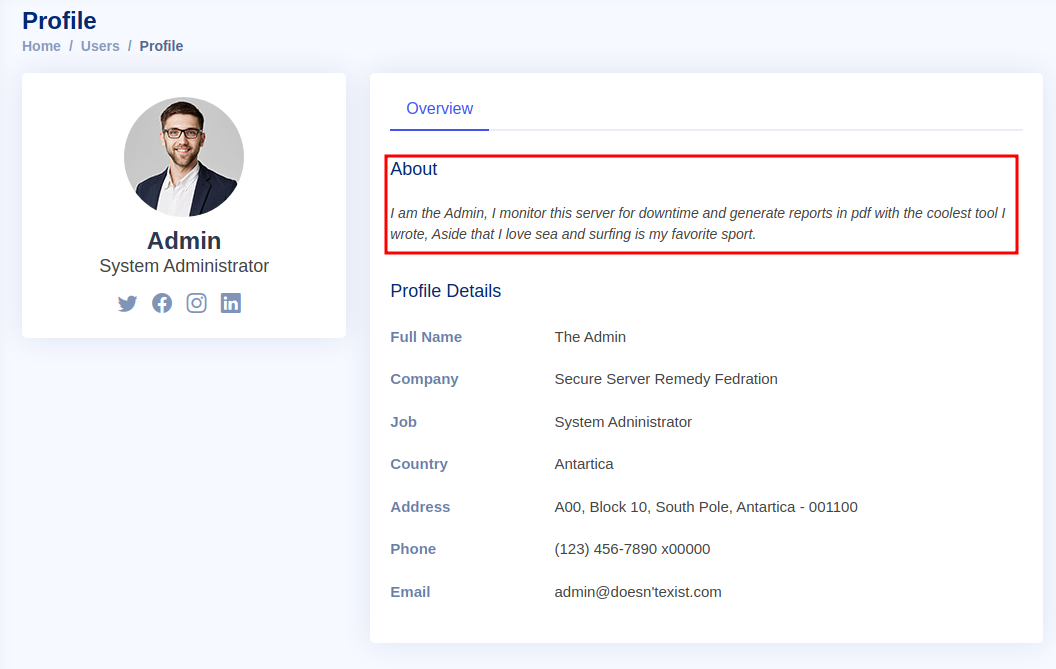 Profile
Home / Users / Profile
Admin
System Administrator
Overview
About
I am the Admin, I monitor this server for downtime and generate reports in pdf with the coolest tool I
wrote, Aside that I love sea and surfing is my favorite sport.
Profile Details
Full Name The Admin
Company Secure Server Remedy Fedration
Job System Adninistrator
Country Antartica
Address A00, Block 10, South Pole, Antartica - 001100
Phone (123) 456-7890 x00000
Email admin@doesn'texist.com